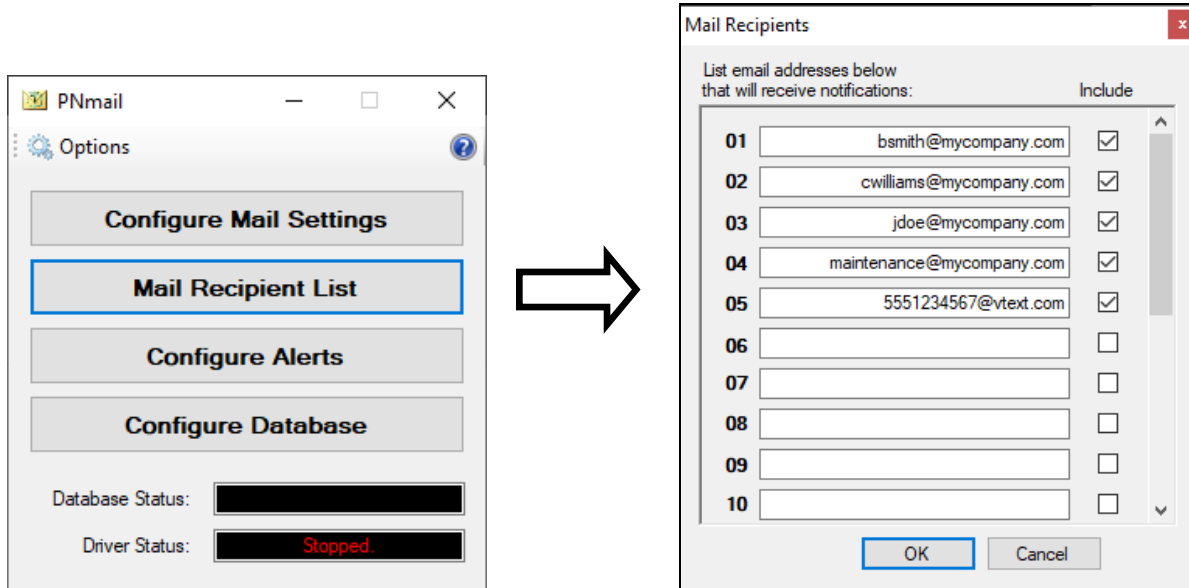 PNmail
Options
Configure Mail Settings
Mail Recipient List
Configure Alerts
Configure Database
Database Status:
Driver Status: Stopped.
Mail Recipients
List email addresses below
that will receive notifications: Include
01 bsmith@mycompany.com
02 cwilliams@mycompany.com
03 jdoe@mycompany.com
04 maintenance@mycompany.com
05 5551234567@vtext.com
06
07
08
09
10
OK Cancel